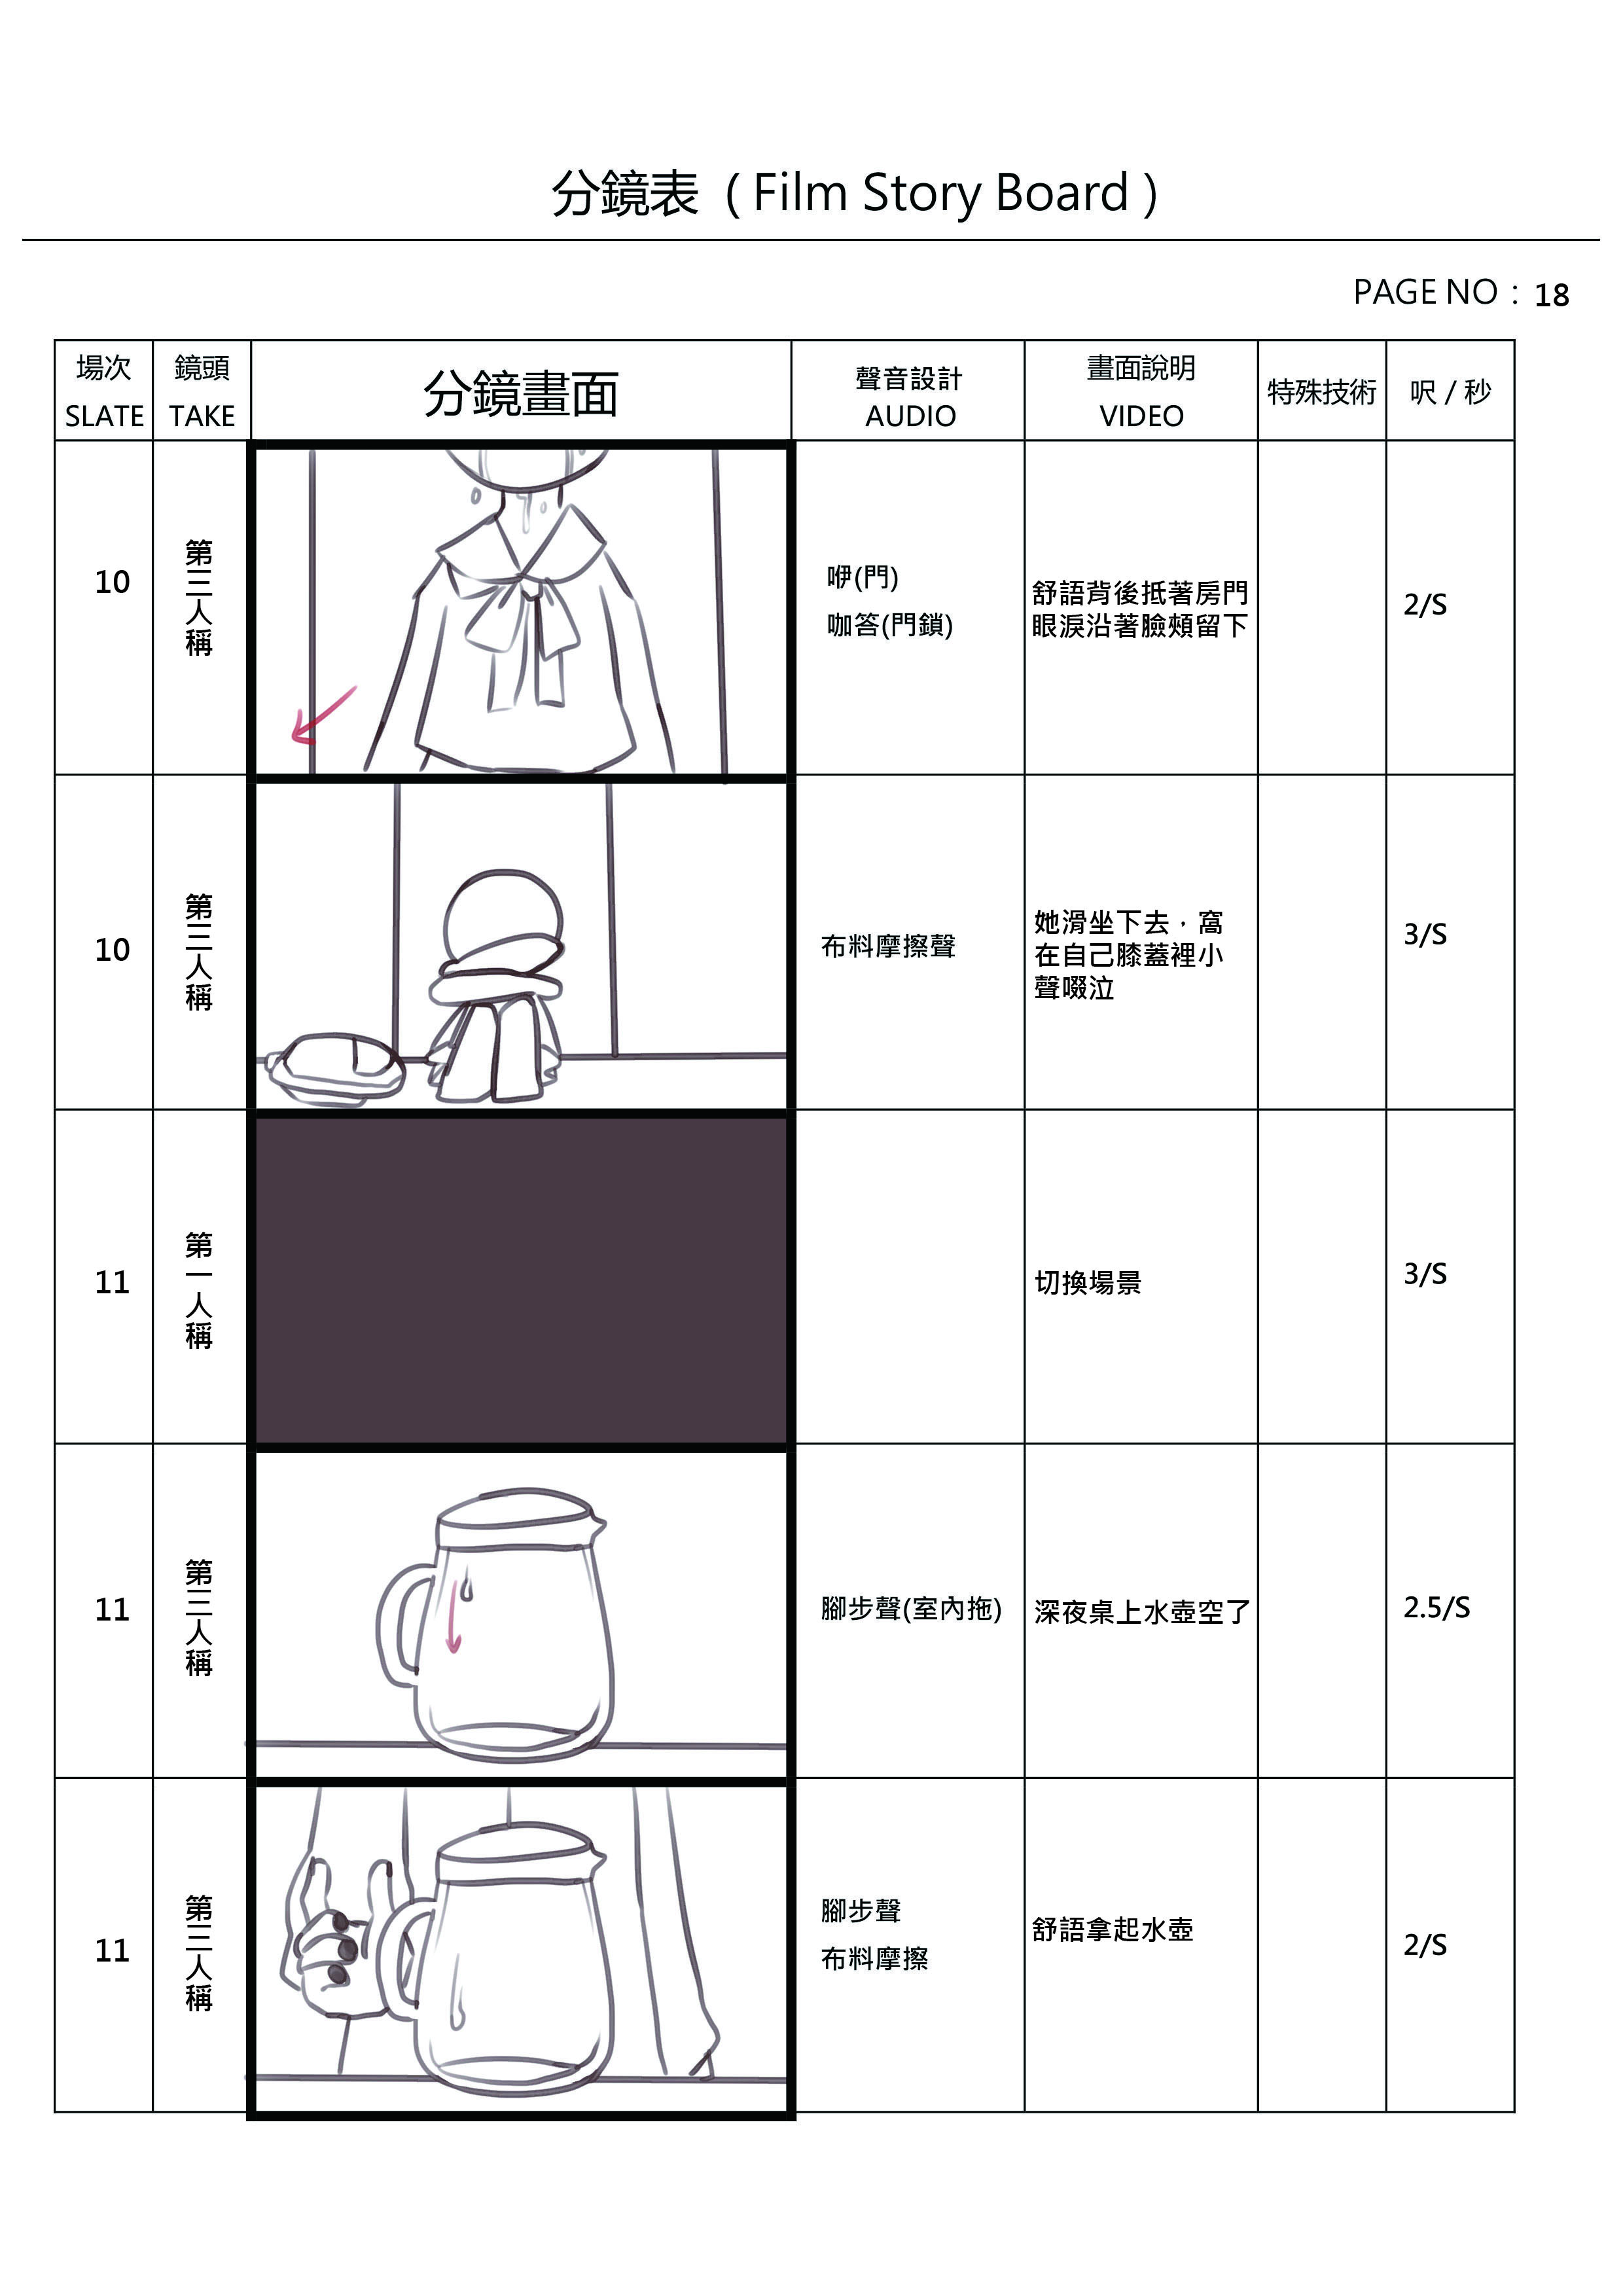 分鏡表（Film Story Board）
PAGE NO：18
場次
SLATE
鏡頭
TAKE
分鏡畫面
聲音設計
AUDIO
畫面說明
VIDEO
特殊技術
呎／秒
10
第三人稱
咿(門)
咖答(門鎖)
舒語背後抵著房門
眼淚沿著臉頰留下
2/S
10
第三人稱
布料摩擦聲
她滑坐下去，窩
在自己膝蓋裡小
聲啜泣
3/S
11
第一人稱
切換場景
3/S
11
第三人稱
腳步聲(室內拖)
深夜桌上水壺空了
2.5/S
11
第三人稱
腳步聲
布料摩擦
舒語拿起水壺
2/S